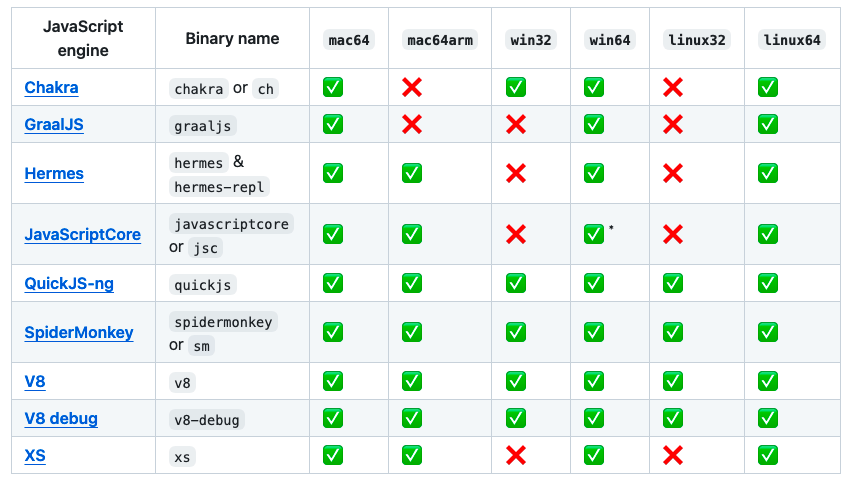 JavaScript engine Binary name mac64 mac64arm win32 win64 linux32 linux64
Chakra chakra or ch ✅ ❌ ✅ ✅ ❌ ✅
GraalJS graaljs ✅ ❌ ❌ ✅ ❌ ✅
Hermes hermes & hermes-repl ✅ ✅ ❌ ✅ ❌ ✅
JavaScriptCore javascriptcore or jsc ✅ ✅ ❌ ✅ * ❌ ✅
QuickJS-ng quickjs ✅ ✅ ✅ ✅ ✅ ✅
SpiderMonkey spidermonkey or sm ✅ ✅ ✅ ✅ ✅ ✅
V8 v8 ✅ ✅ ✅ ✅ ✅ ✅
V8 debug v8-debug ✅ ✅ ✅ ✅ ✅ ✅
XS xs ✅ ✅ ❌ ✅ ❌ ✅